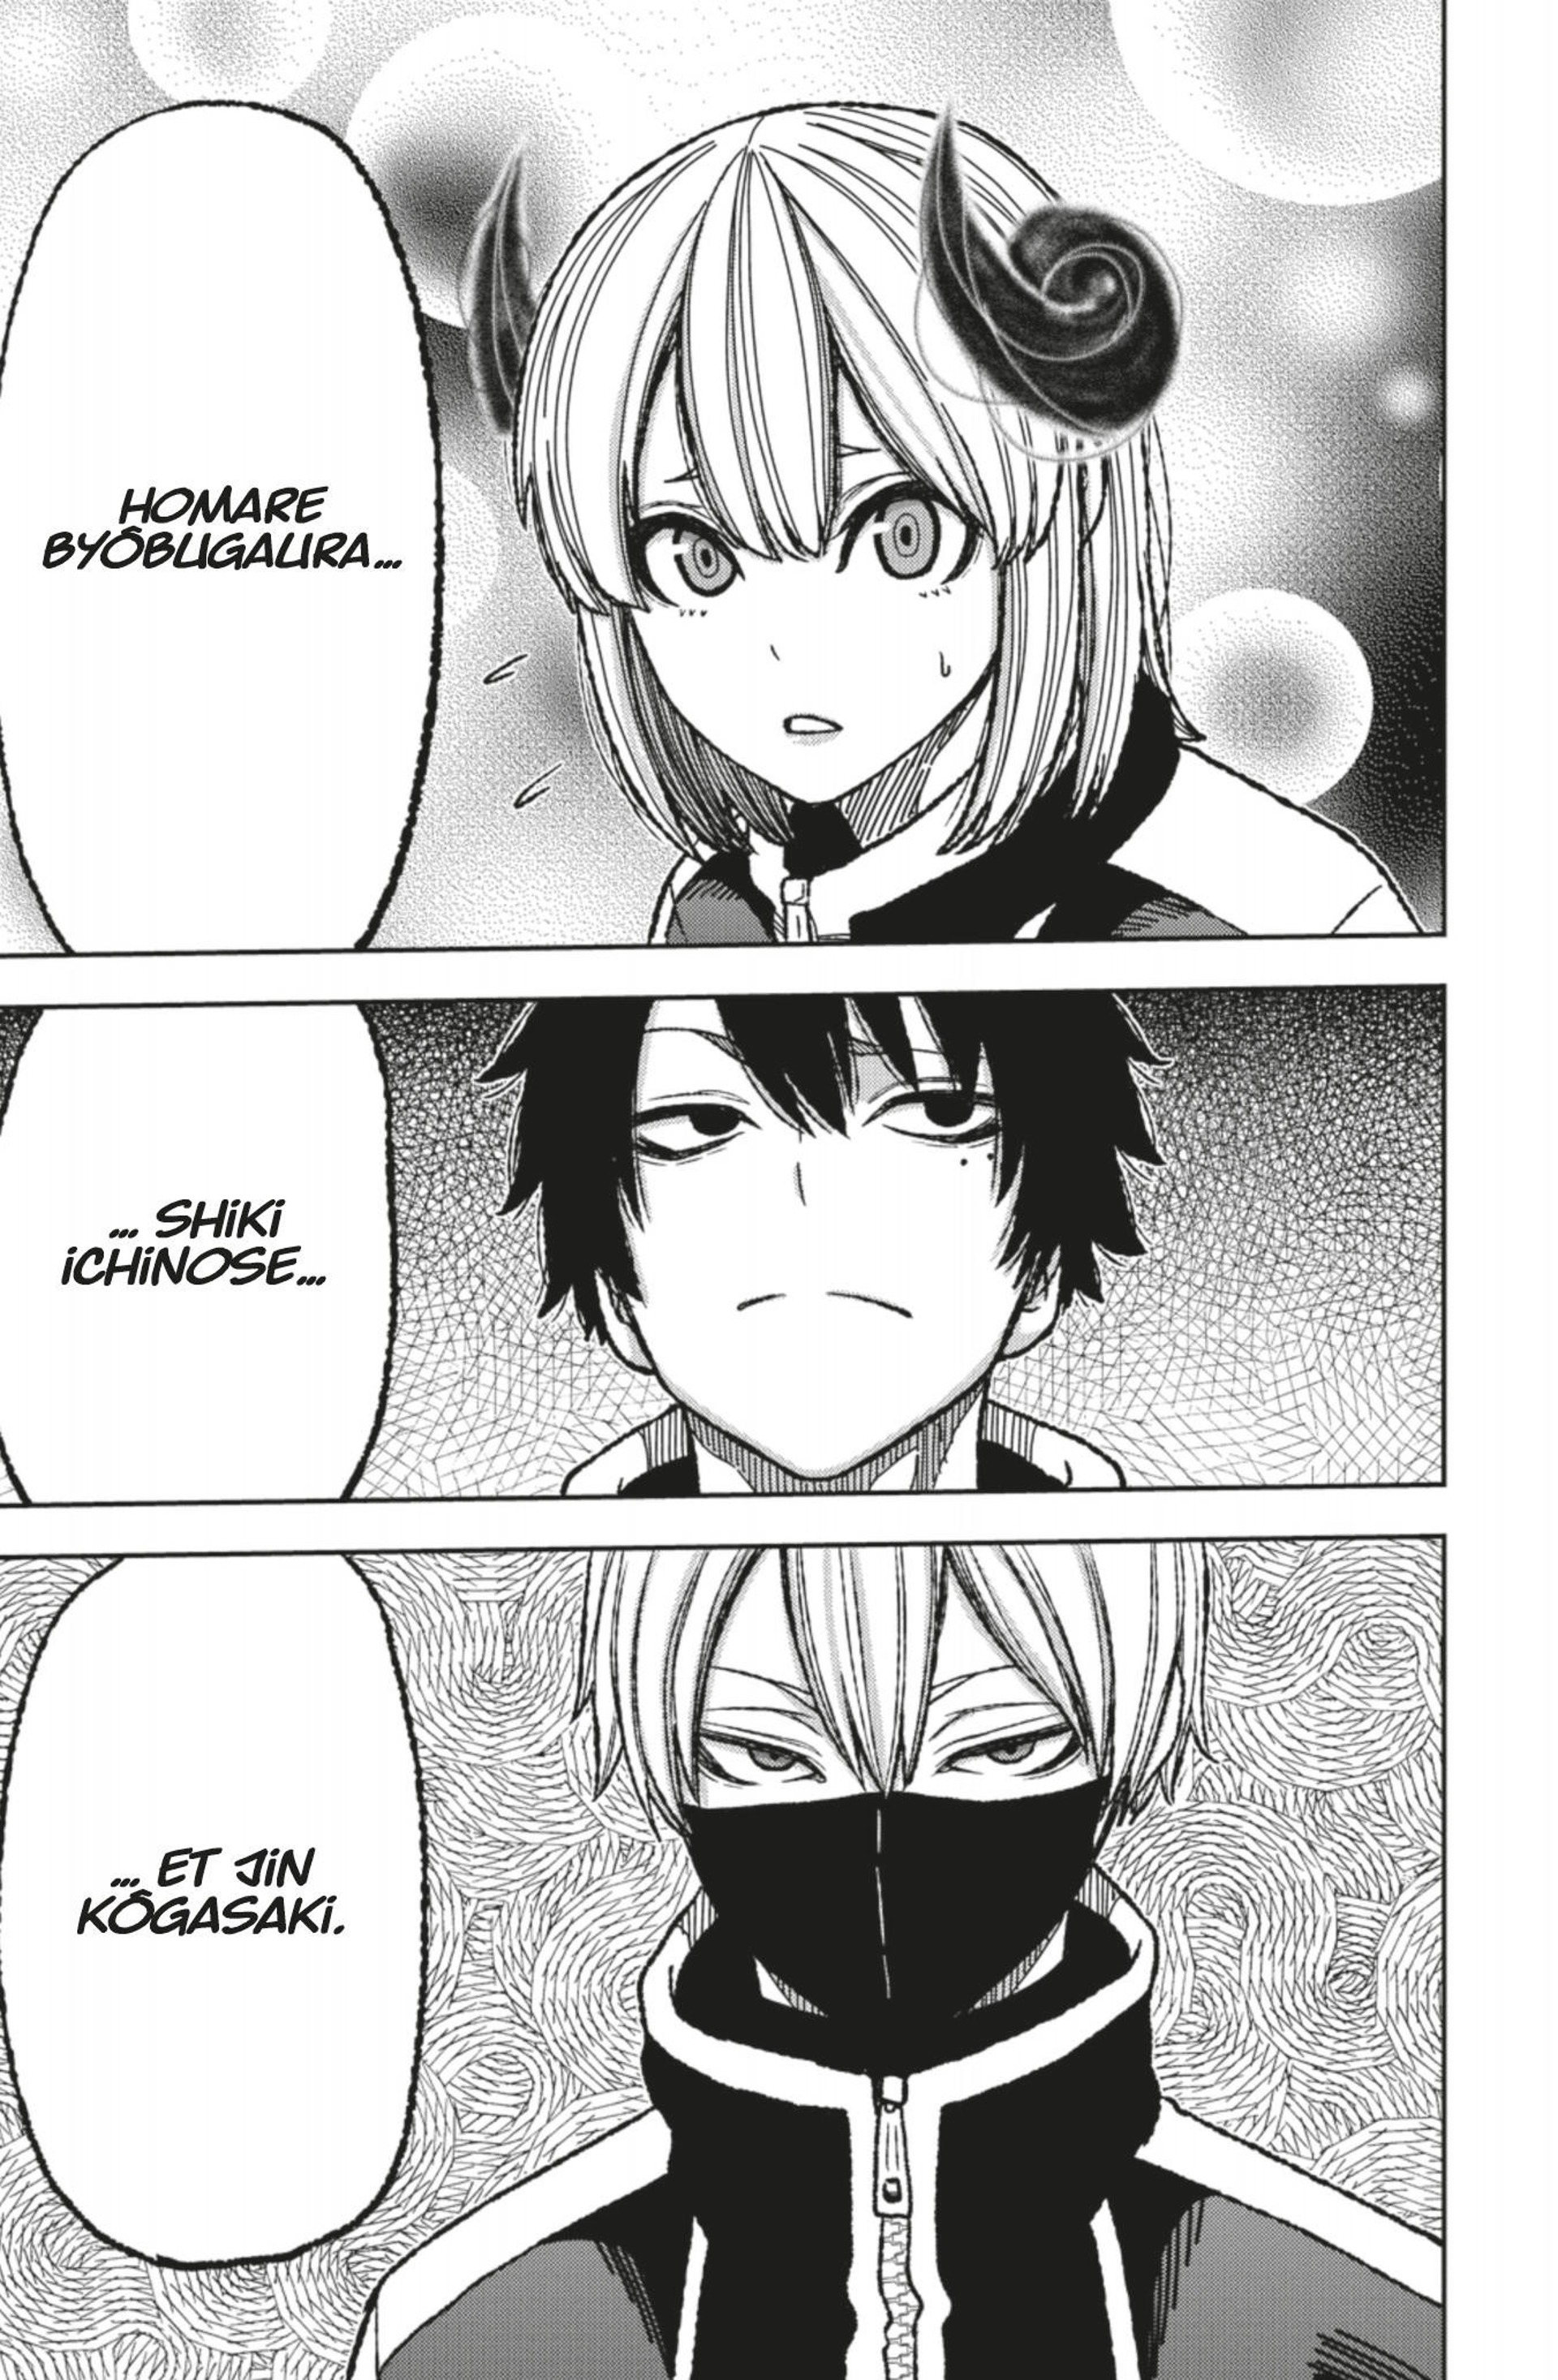 HOMARE
BYÔBUGAURA...
... SHiKi
iCHiNOSE...
... ET JiN
KÔGASAKi.